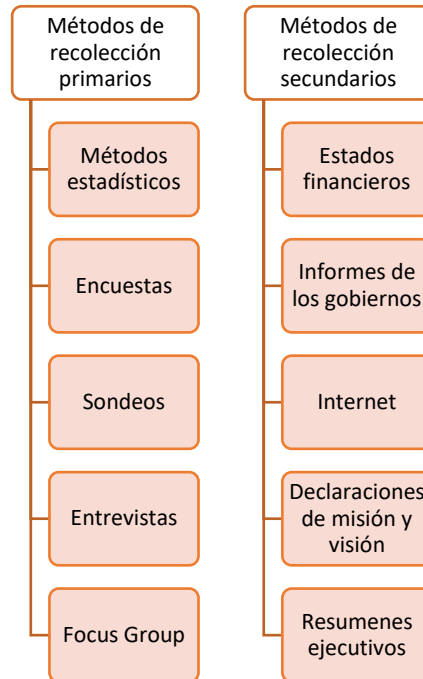 Métodos de
recolección
primarios
Métodos
estadísticos
Encuestas
Sondeos
Entrevistas
Focus Group
Métodos de
recolección
secundarios
Estados
financieros
Informes de
los gobiernos
Internet
Declaraciones
de misión y
visión
Resumenes
ejecutivos